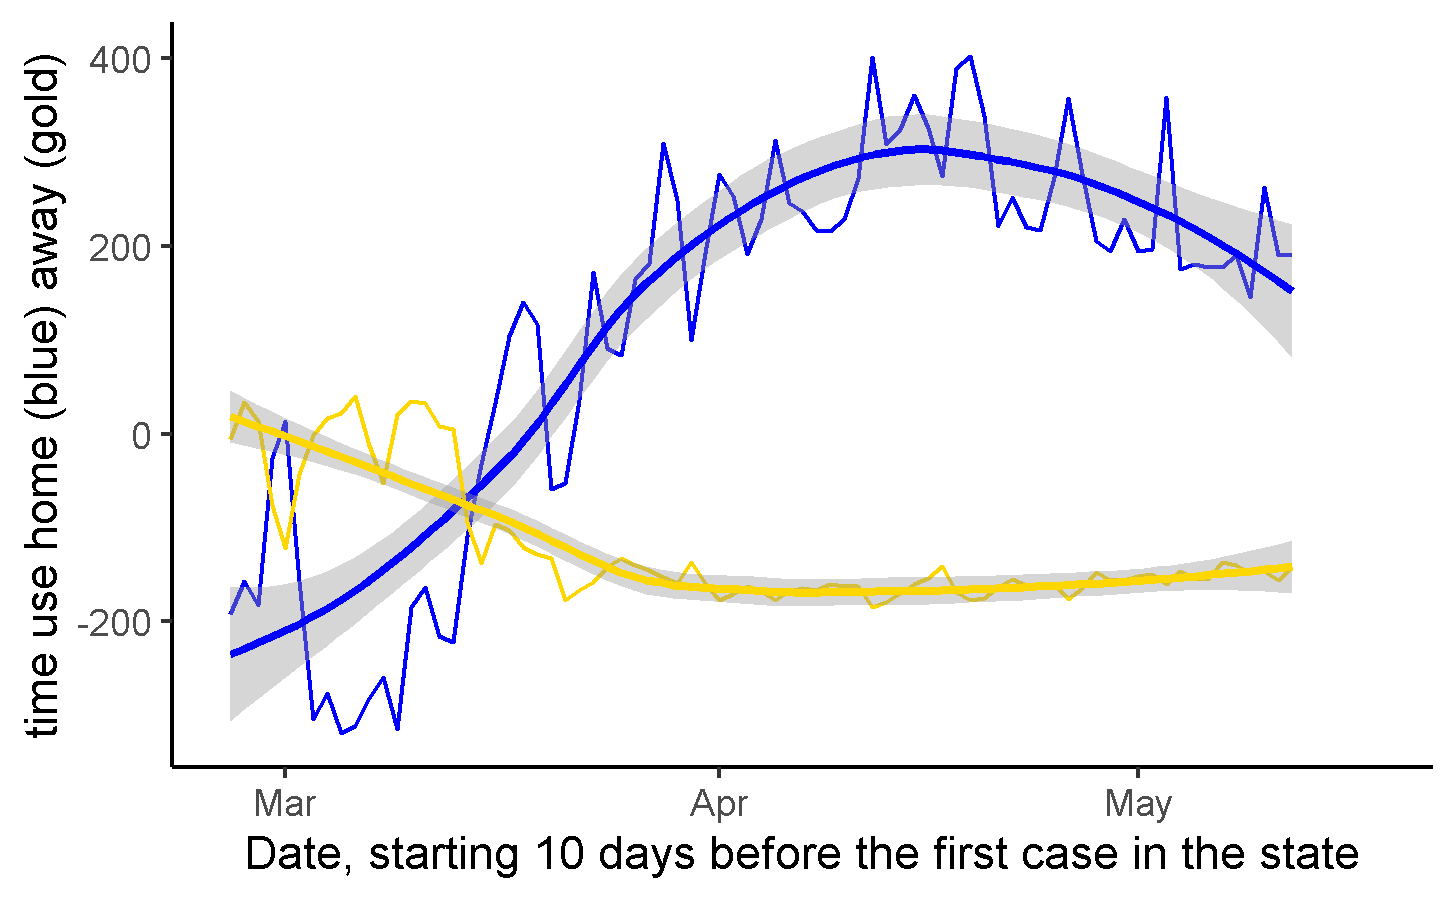 time use home (blue) away (gold)
400
200
0
-200
Mar
Apr
May
Date, starting 10 days before the first case in the state